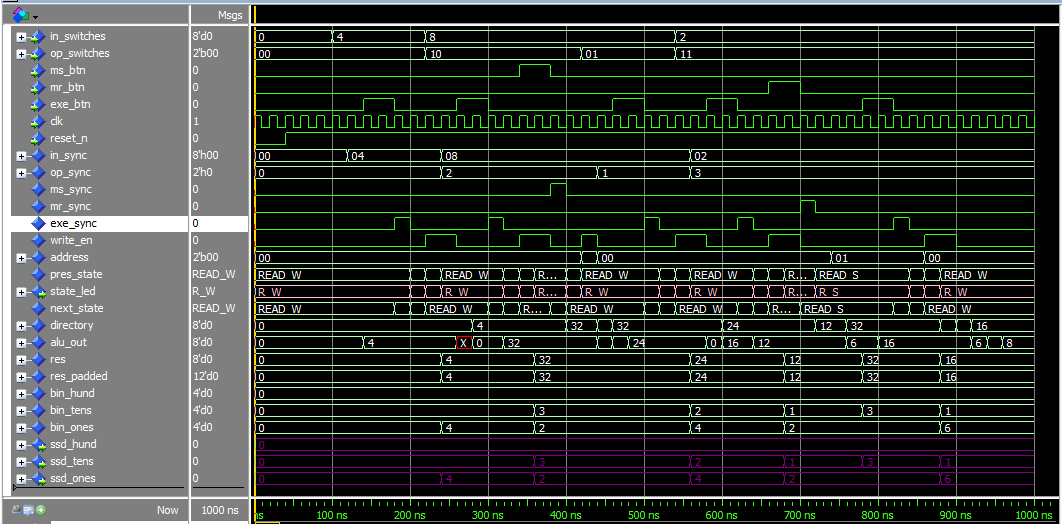 Msgs
in_switches 8'd0 0 4 8 2
op_switches 2'b00 00 10 01 11
ms_btn 0
mr_btn 0
exe_btn 0
clk 1
reset_n 0
in_sync 8'h00 00 04 08 02
op_sync 2'h0 0 2 1 3
ms_sync 0
mr_sync 0
exe_sync 0
write_en 0
address 2'b00 00 00 01 00
pres_state READ_W READ_W READ_W R... READ_W READ_W R... READ_S READ_W
state_led R_W R_W R_W R... R_W R_W R... R_S R_W
next_state READ_W READ_W READ_W R... READ_W READ_W R... READ_S READ_W
directory 8'd0 0 4 32 32 24 12 32 16
alu_out 8'd0 0 4 X 0 32 24 0 16 12 6 16 6 8
res 8'd0 0 4 32 24 12 32 16
res_padded 12'd0 0 4 32 24 12 32 16
bin_hund 4'd0 0
bin_tens 4'd0 0 3 2 1 3 1
bin_ones 4'd0 0 4 2 4 2 6
ssd_hund 0 0
ssd_tens 0 0 3 2 1 3 1
ssd_ones 0 0 4 2 4 2 6
Now 1000 ns ns 100 ns 200 ns 300 ns 400 ns 500 ns 600 ns 700 ns 800 ns 900 ns 1000 ns